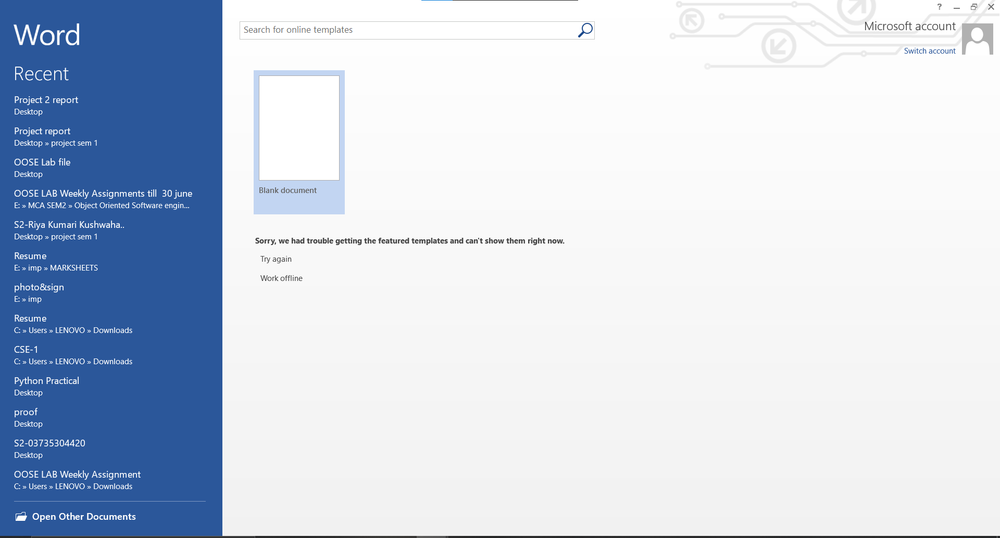 Word
Recent
Project 2 report
Desktop
Project report
Desktop » project sem 1
OOSE Lab file
Desktop
OOSE LAB Weekly Assignments till  30 june
E: » MCA SEM2 » Object Oriented Software engin...
S2-Riya Kumari Kushwaha..
Desktop » project sem 1
Resume
E: » imp » MARKSHEETS
photo&sign
E: » imp
Resume
C: » Users » LENOVO » Downloads
CSE-1
C: » Users » LENOVO » Downloads
Python Practical
Desktop
proof
Desktop
S2-03735304420
Desktop
OOSE LAB Weekly Assignment
C: » Users » LENOVO » Downloads
Open Other Documents
Search for online templates
?
Microsoft account
Switch account
Blank document
Sorry, we had trouble getting the featured templates and can't show them right now.
Try again
Work offline